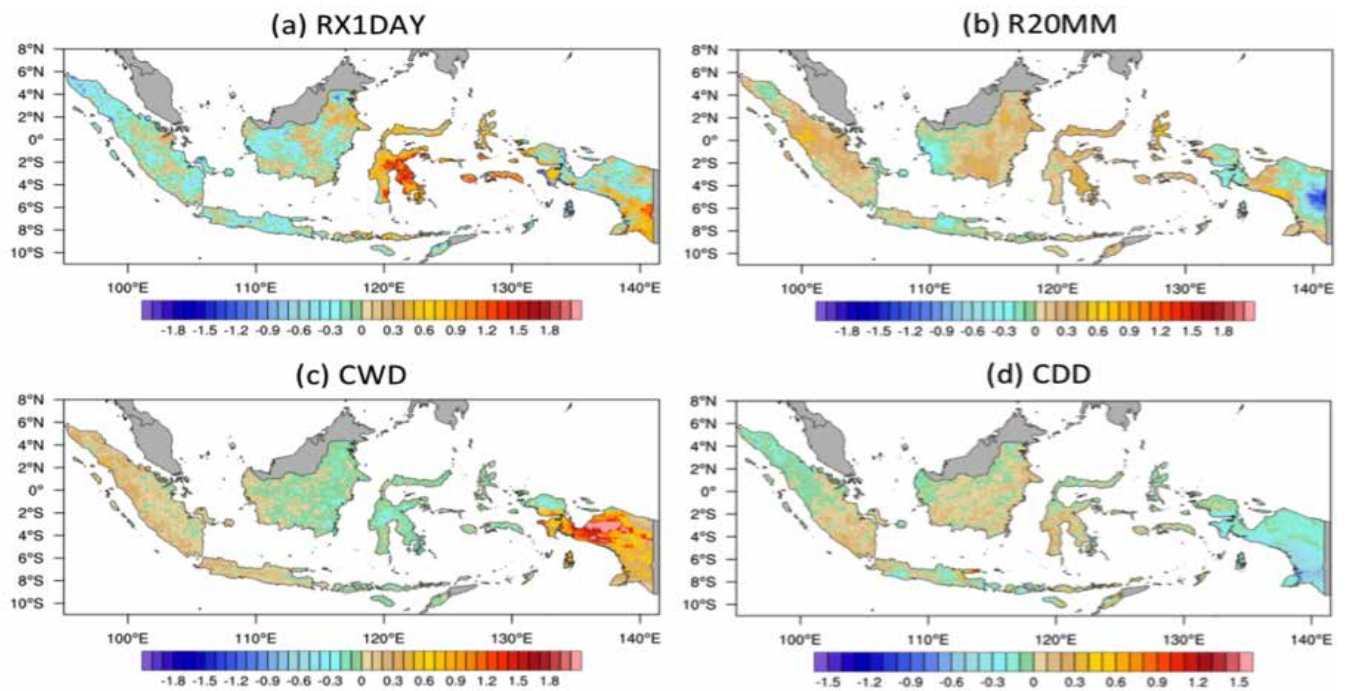 (a) RX1DAY
8°N
6°N
4°N
2°N
0°
2°S
4°S
6°S
8°S
10°S
100°E 110°E 120°E 130°E 140°E
-1.8 -1.5 -1.2 -0.9 -0.6 -0.3 0 0.3 0.6 0.9 1.2 1.5 1.8
(b) R20MM
8°N
6°N
4°N
2°N
0°
2°S
4°S
6°S
8°S
10°S
100°E 110°E 120°E 130°E 140°E
-1.8 -1.5 -1.2 -0.9 -0.6 -0.3 0 0.3 0.6 0.9 1.2 1.5 1.8
(c) CWD
8°N
6°N
4°N
2°N
0°
2°S
4°S
6°S
8°S
10°S
100°E 110°E 120°E 130°E 140°E
-1.8 -1.5 -1.2 -0.9 -0.6 -0.3 0 0.3 0.6 0.9 1.2 1.5 1.8
(d) CDD
8°N
6°N
4°N
2°N
0°
2°S
4°S
6°S
8°S
10°S
100°E 110°E 120°E 130°E 140°E
-1.5 -1.2 -0.9 -0.6 -0.3 0 0.3 0.6 0.9 1.2 1.5